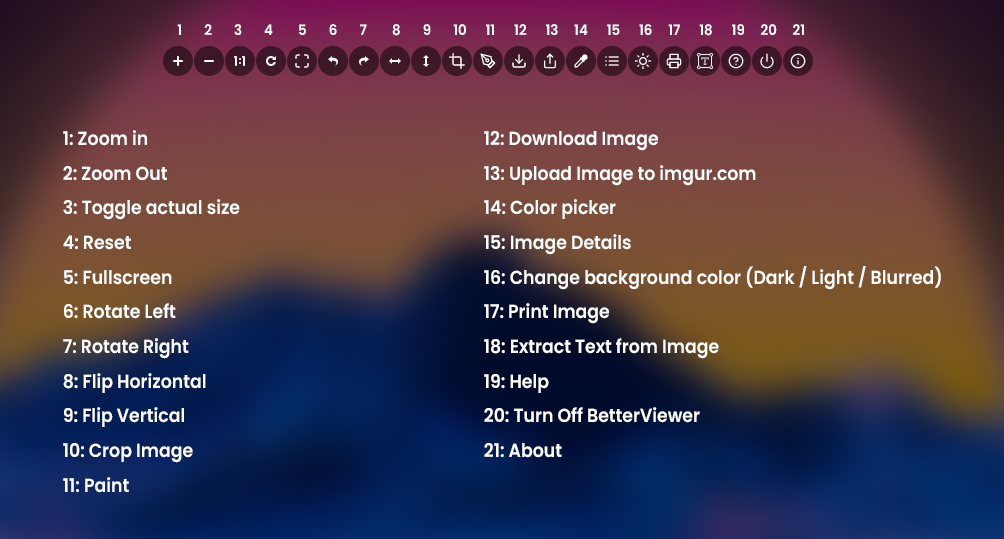 1 2 3 4 5 6 7 8 9 10 11 12 13 14 15 16 17 18 19 20 21
1:1
1: Zoom in
2: Zoom Out
3: Toggle actual size
4: Reset
5: Fullscreen
6: Rotate Left
7: Rotate Right
8: Flip Horizontal
9: Flip Vertical
10: Crop Image
11: Paint
12: Download Image
13: Upload Image to imgur.com
14: Color picker
15: Image Details
16: Change background color (Dark / Light / Blurred)
17: Print Image
18: Extract Text from Image
19: Help
20: Turn Off BetterViewer
21: About